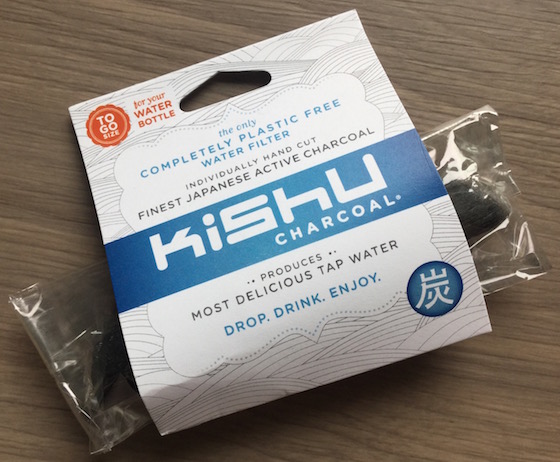 TO
GO
SIZE
for your
WATER
BOTTLE
the only
COMPLETELY PLASTIC FREE
WATER FILTER
INDIVIDUALLY HAND CUT
FINEST JAPANESE ACTIVE CHARCOAL
KiShU
CHARCOAL®
PRODUCES
MOST DELICIOUS TAP WATER
DROP. DRINK. ENJOY.
炭